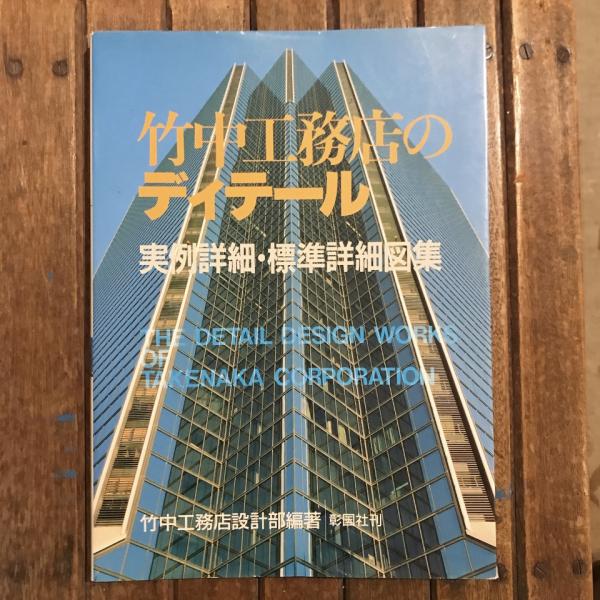 竹中工務店の
ディテール
実例詳細・標準詳細図集
THE DETAIL DESIGN WORKS
OF
TAKENAKA CORPORATION
竹中工務店設計部編著 彰国社刊